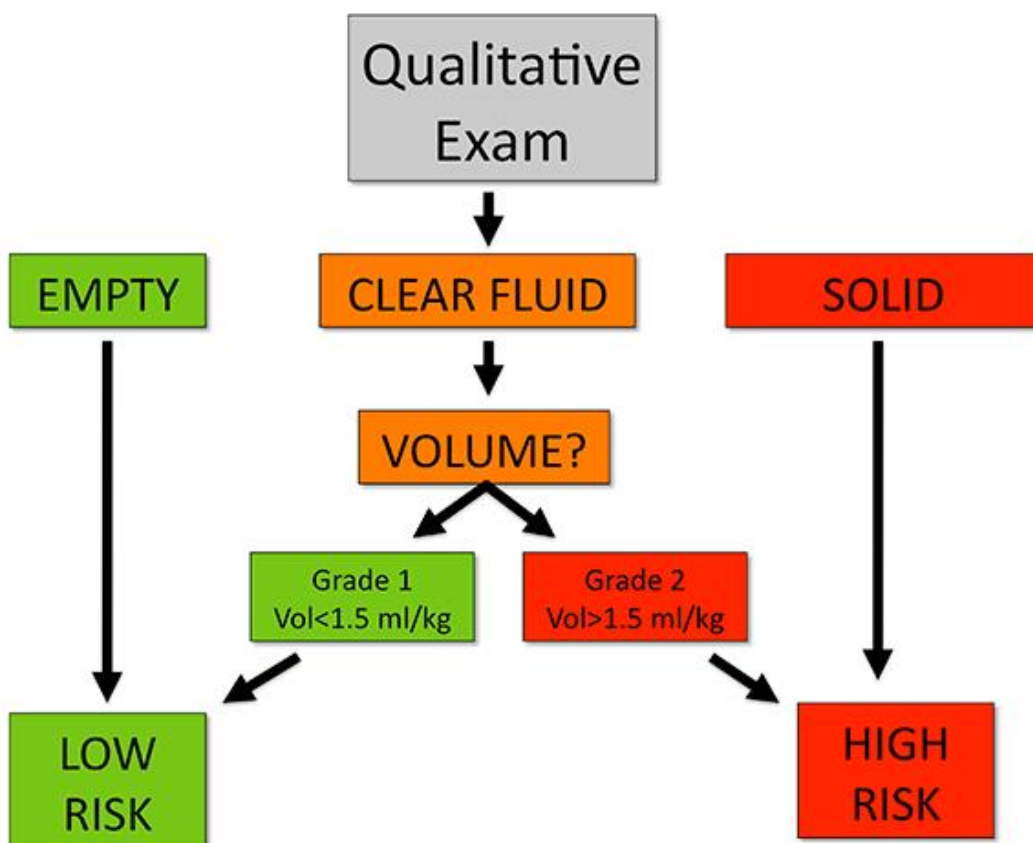 Qualitative
Exam
EMPTY
CLEAR FLUID
SOLID
VOLUME?
Grade 1
Vol<1.5 ml/kg
Grade 2
Vol>1.5 ml/kg
LOW
RISK
HIGH
RISK